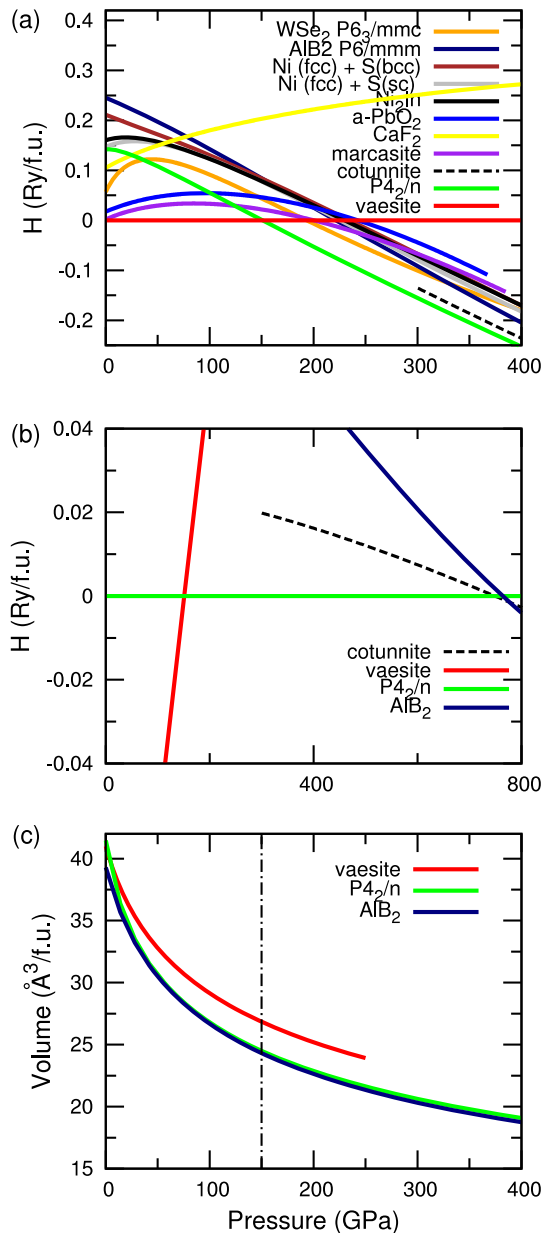 (a)
0.4
0.3
0.2
0.1
0
-0.1
-0.2
H (Ry/f.u.)
WSe2 P63/mmc
AlB2 P6/mmm
Ni (fcc) + S(bcc)
Ni (fcc) + S(sc)
Ni2In
a-PbO2
CaF2
marcasite
cotunnite
P42/n
vaesite
0 100 200 300 400
(b)
0.04
0.02
0
-0.02
-0.04
H (Ry/f.u.)
cotunnite
vaesite
P42/n
AlB2
0 400 800
(c)
40
35
30
25
20
15
Volume (Å^3/f.u.)
vaesite
P42/n
AlB2
0 100 200 300 400
Pressure (GPa)